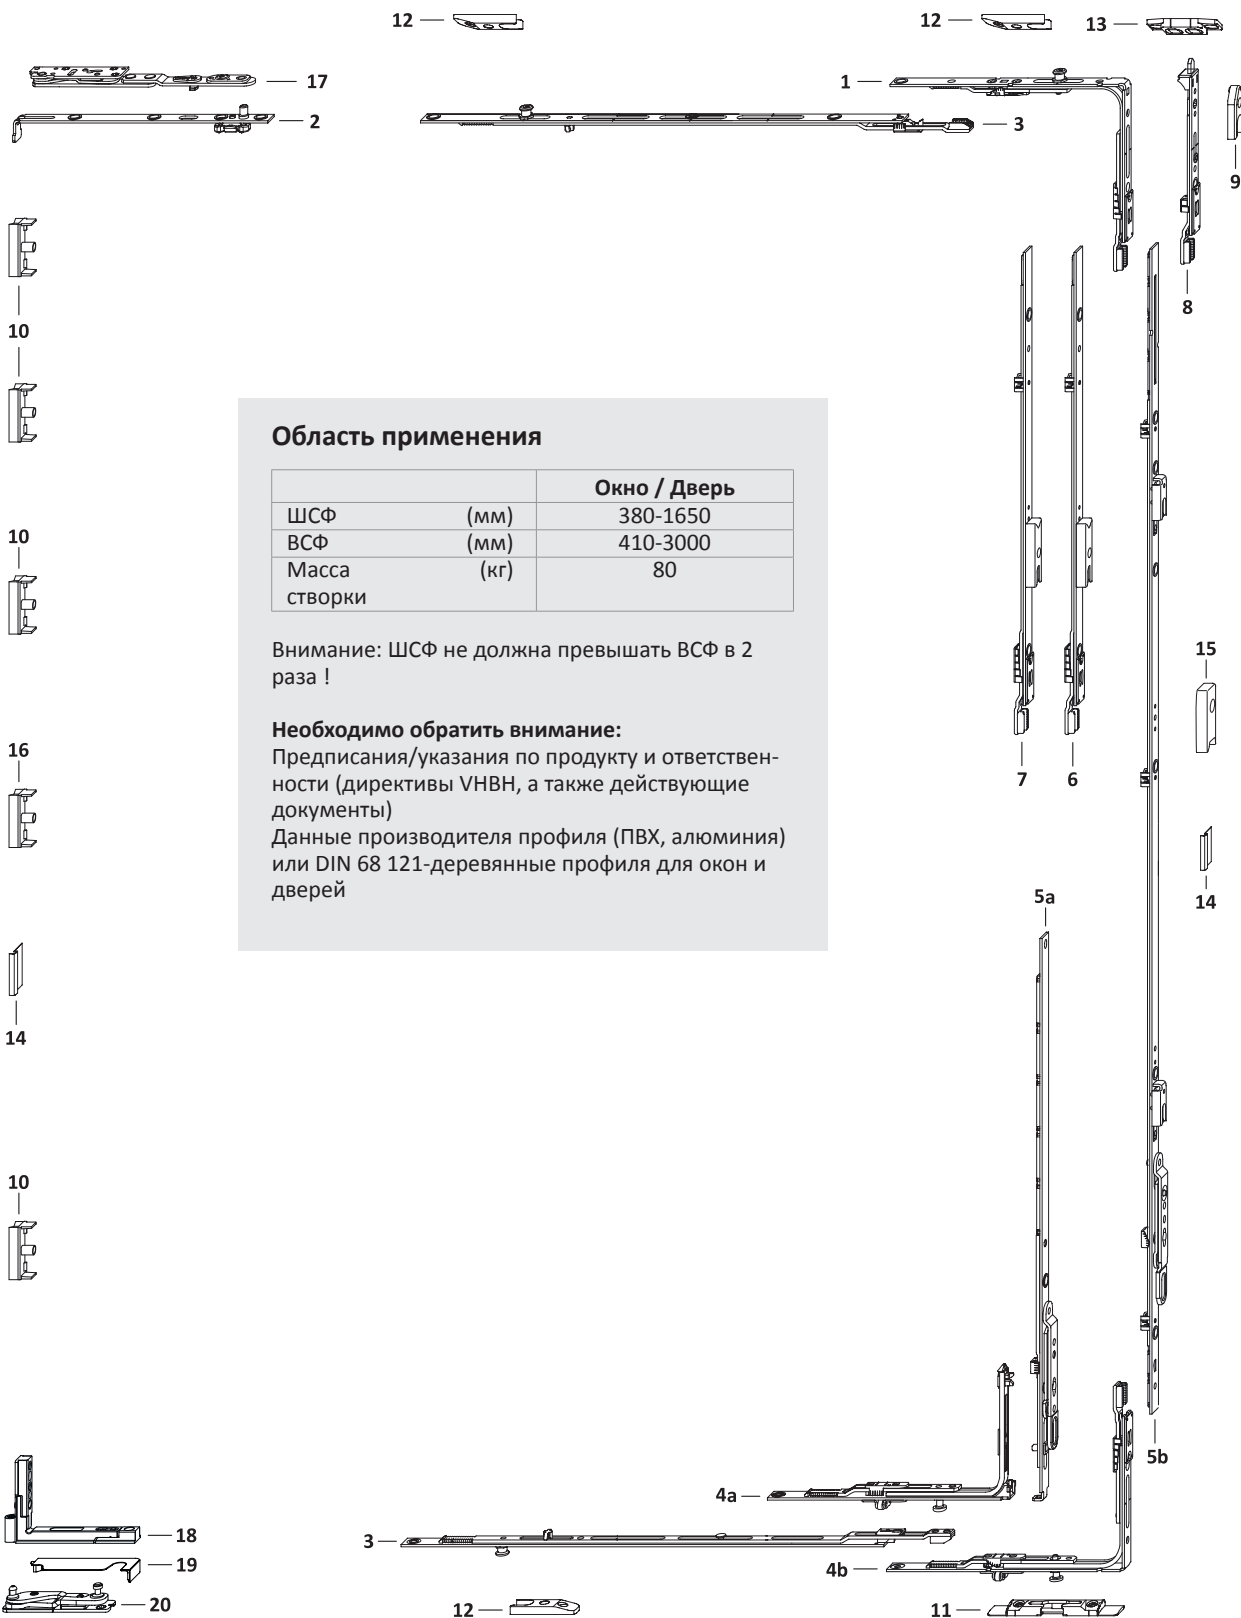 12
12
13
17
1
2
3
9
8
10
10
15
16
7
6
14
5a
14
10
5b
4a
18
3
19
4b
20
12
11
Область применения
Окно / Дверь
ШСФ (мм) 380-1650
ВСФ (мм) 410-3000
Масса (кг) 80
створки
Внимание: ШСФ не должна превышать ВСФ в 2
раза !
Необходимо обратить внимание:
Предписания/указания по продукту и ответствен-
ности (директивы VHBH, а также действующие
документы)
Данные производителя профиля (ПВХ, алюминия)
или DIN 68 121-деревянные профиля для окон и
дверей